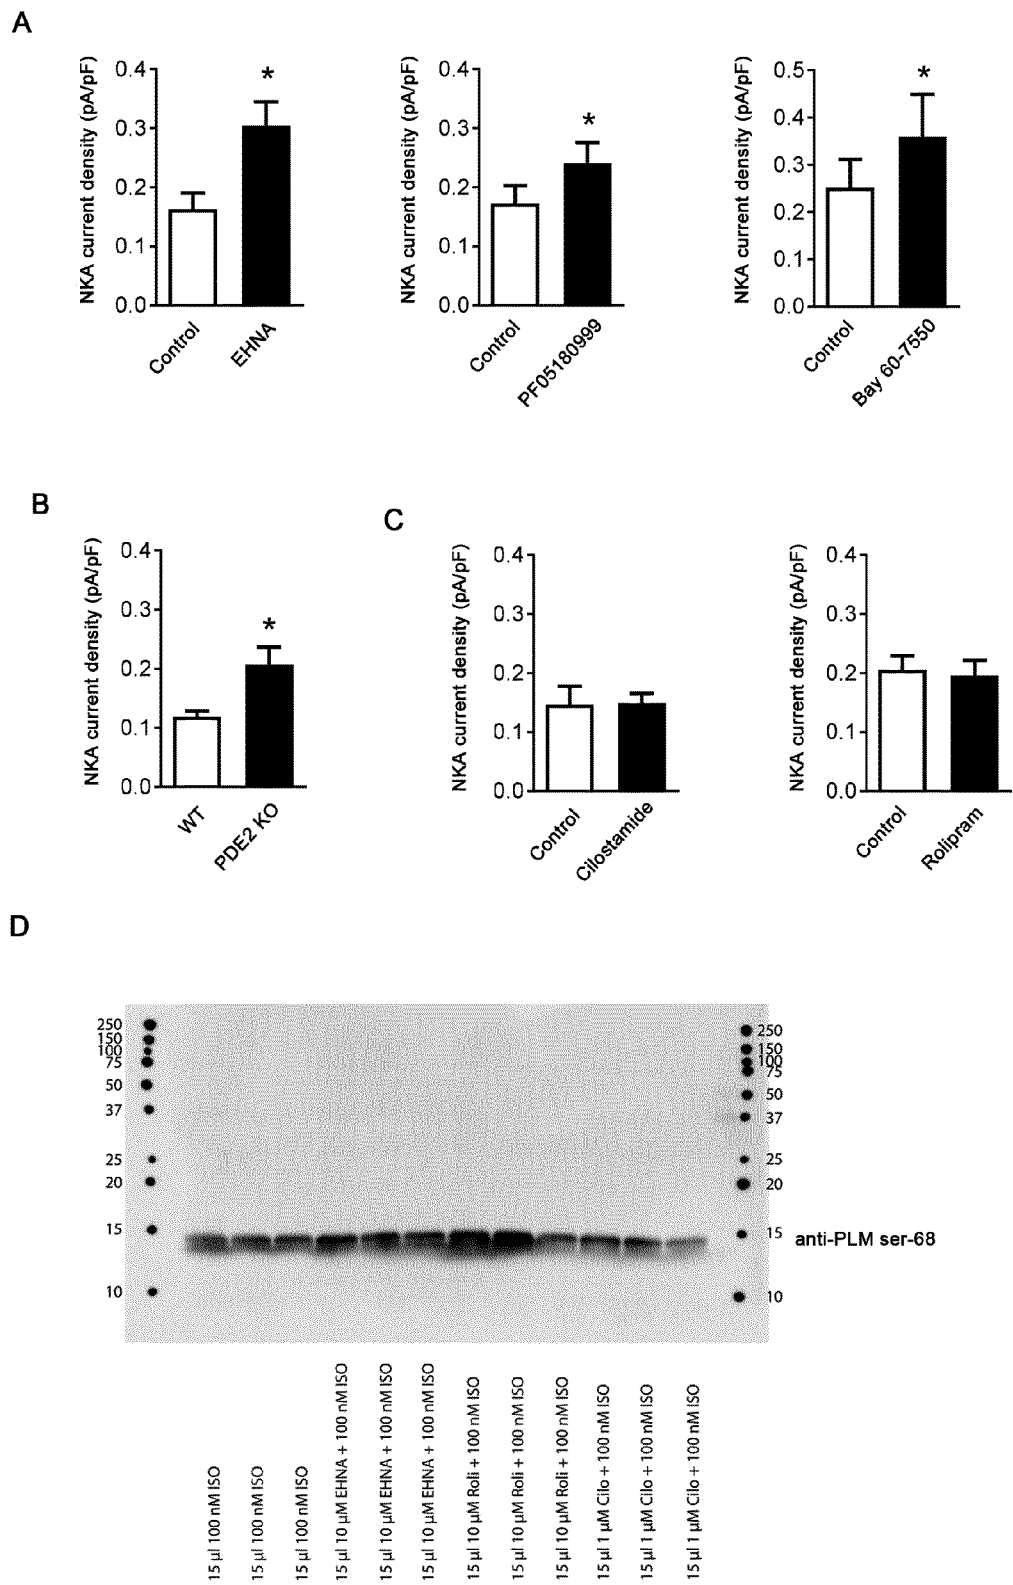 A
NKA current density (pA/pF)
0.4
0.3
0.2
0.1
0.0
*
Control
EHNA
NKA current density (pA/pF)
0.4
0.3
0.2
0.1
0.0
*
Control
PF05180999
NKA current density (pA/pF)
0.5
0.4
0.3
0.2
0.1
0.0
*
Control
Bay 60-7550
B
NKA current density (pA/pF)
0.4
0.3
0.2
0.1
0.0
*
WT
PDE2 KO
C
NKA current density (pA/pF)
0.4
0.3
0.2
0.1
0.0
Control
Cilostamide
NKA current density (pA/pF)
0.4
0.3
0.2
0.1
0.0
Control
Rolipram
D
250
150
100
75
50
37
25
20
15
10
250
150
100
75
50
37
25
20
15
10
anti-PLM ser-68
15 µl 100 nM ISO
15 µl 100 nM ISO
15 µl 100 nM ISO
15 µl 10 µM EHNA + 100 nM ISO
15 µl 10 µM EHNA + 100 nM ISO
15 µl 10 µM EHNA + 100 nM ISO
15 µl 10 µM Roli + 100 nM ISO
15 µl 10 µM Roli + 100 nM ISO
15 µl 10 µM Roli + 100 nM ISO
15 µl 1 µM Cilo + 100 nM ISO
15 µl 1 µM Cilo + 100 nM ISO
15 µl 1 µM Cilo + 100 nM ISO